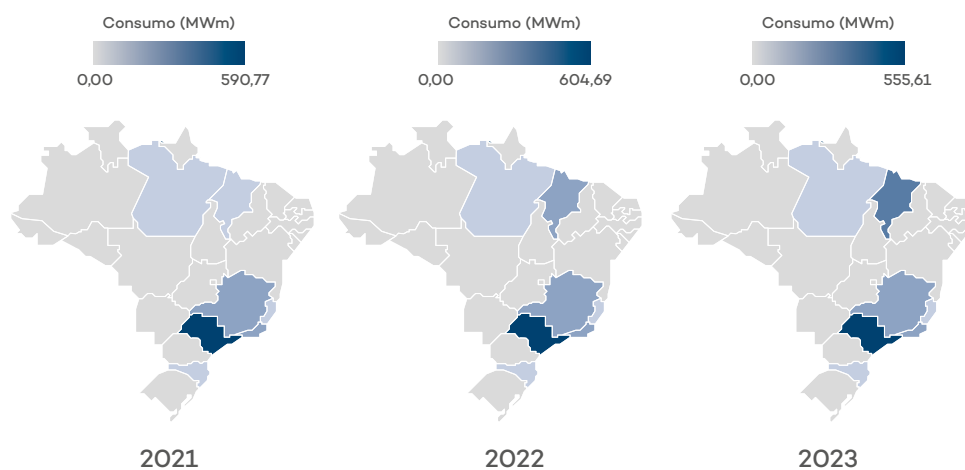 Consumo (MWm)
0,00 590,77
2021
Consumo (MWm)
0,00 604,69
2022
Consumo (MWm)
0,00 555,61
2023